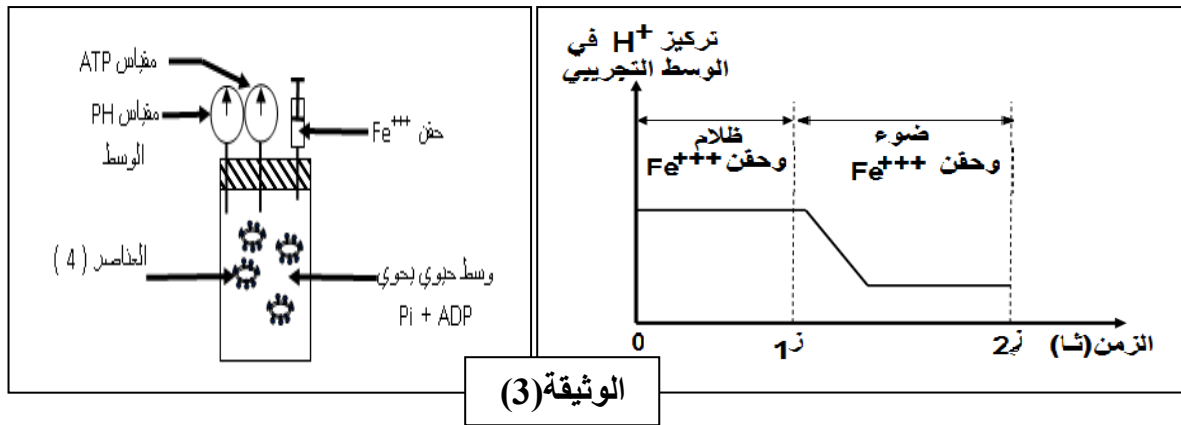 مقياس ATP
مقياس PH
الوسط
حقن Fe+++
العناصر ( 4 )
وسط حيوي يحوي
Pi + ADP
تركيز H+ في
الوسط التجريبي
ظلام
وحقن Fe+++
ضوء
وحقن Fe+++
0
ز1
ز2
الزمن(ثا)
الوثيقة(3)